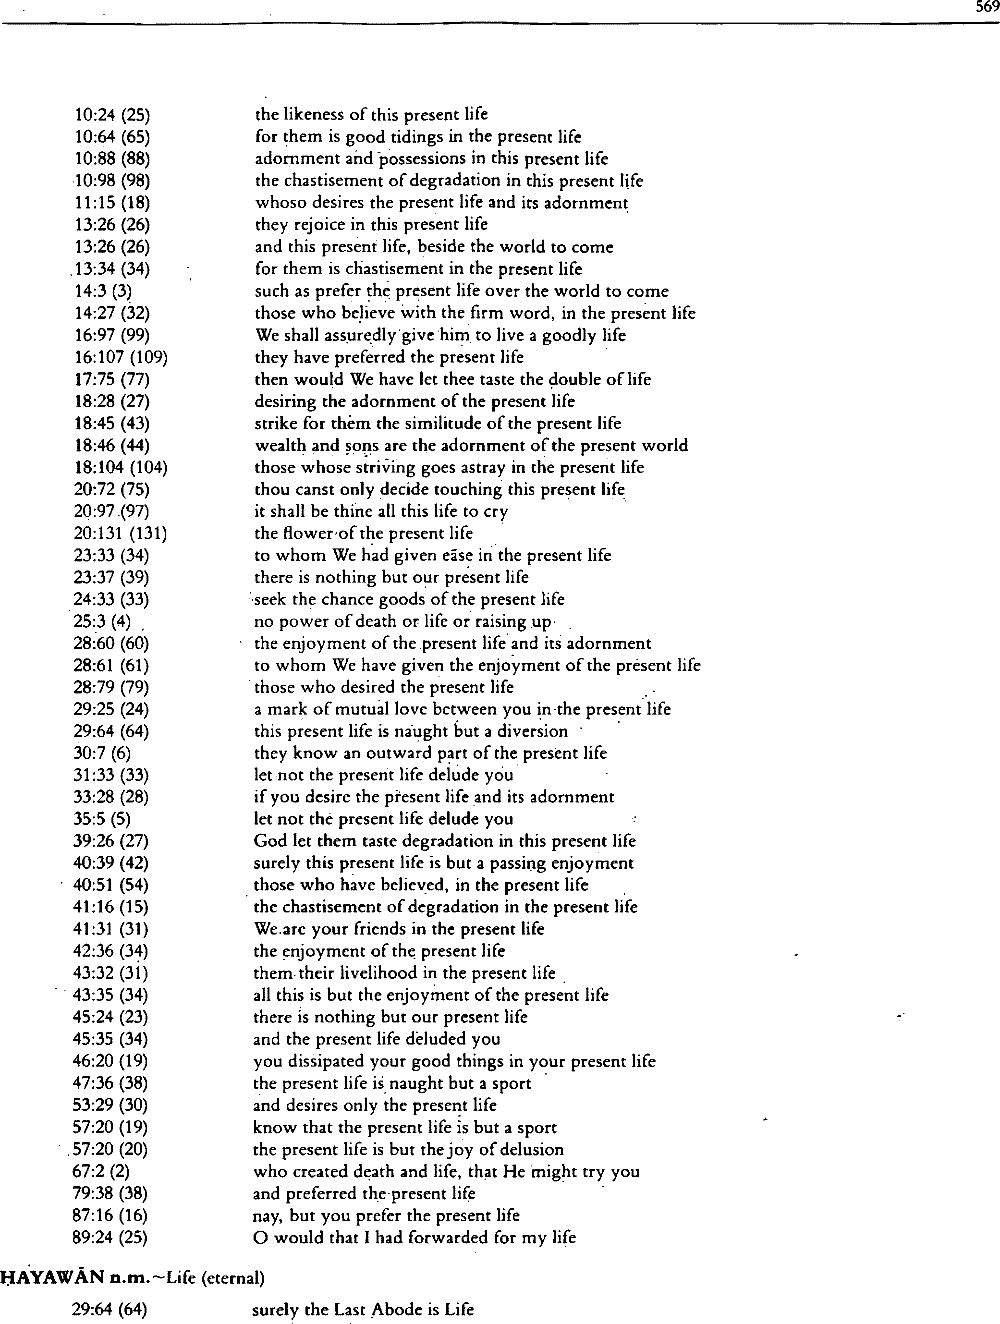 569
10:24 (25) the likeness of this present life
10:64 (65) for them is good tidings in the present life
10:88 (88) adornment and possessions in this present life
10:98 (98) the chastisement of degradation in this present life
11:15 (18) whoso desires the present life and its adornment
13:26 (26) they rejoice in this present life
13:26 (26) and this present life, beside the world to come
13:34 (34) for them is chastisement in the present life
14:3 (3) such as prefer the present life over the world to come
14:27 (32) those who believe with the firm word, in the present life
16:97 (99) We shall assuredly give him to live a goodly life
16:107 (109) they have preferred the present life
17:75 (77) then would We have let thee taste the double of life
18:28 (27) desiring the adornment of the present life
18:45 (43) strike for them the similitude of the present life
18:46 (44) wealth and sons are the adornment of the present world
18:104 (104) those whose striving goes astray in the present life
20:72 (75) thou canst only decide touching this present life
20:97 (97) it shall be thine all this life to cry
20:131 (131) the flower of the present life
23:33 (34) to whom We had given ease in the present life
23:37 (39) there is nothing but our present life
24:33 (33) seek the chance goods of the present life
25:3 (4) no power of death or life or raising up
28:60 (60) the enjoyment of the present life and its adornment
28:61 (61) to whom We have given the enjoyment of the present life
28:79 (79) those who desired the present life
29:25 (24) a mark of mutual love between you in the present life
29:64 (64) this present life is naught but a diversion
30:7 (6) they know an outward part of the present life
31:33 (33) let not the present life delude you
33:28 (28) if you desire the present life and its adornment
35:5 (5) let not the present life delude you
39:26 (27) God let them taste degradation in this present life
40:39 (42) surely this present life is but a passing enjoyment
40:51 (54) those who have believed, in the present life
41:16 (15) the chastisement of degradation in the present life
41:31 (31) We are your friends in the present life
42:36 (34) the enjoyment of the present life
43:32 (31) them their livelihood in the present life
43:35 (34) all this is but the enjoyment of the present life
45:24 (23) there is nothing but our present life
45:35 (34) and the present life deluded you
46:20 (19) you dissipated your good things in your present life
47:36 (38) the present life is naught but a sport
53:29 (30) and desires only the present life
57:20 (19) know that the present life is but a sport
57:20 (20) the present life is but the joy of delusion
67:2 (2) who created death and life, that He might try you
79:38 (38) and preferred the present life
87:16 (16) nay, but you prefer the present life
89:24 (25) O would that I had forwarded for my life
ḤAYAWĀN n.m.~Life (eternal)
29:64 (64) surely the Last Abode is Life